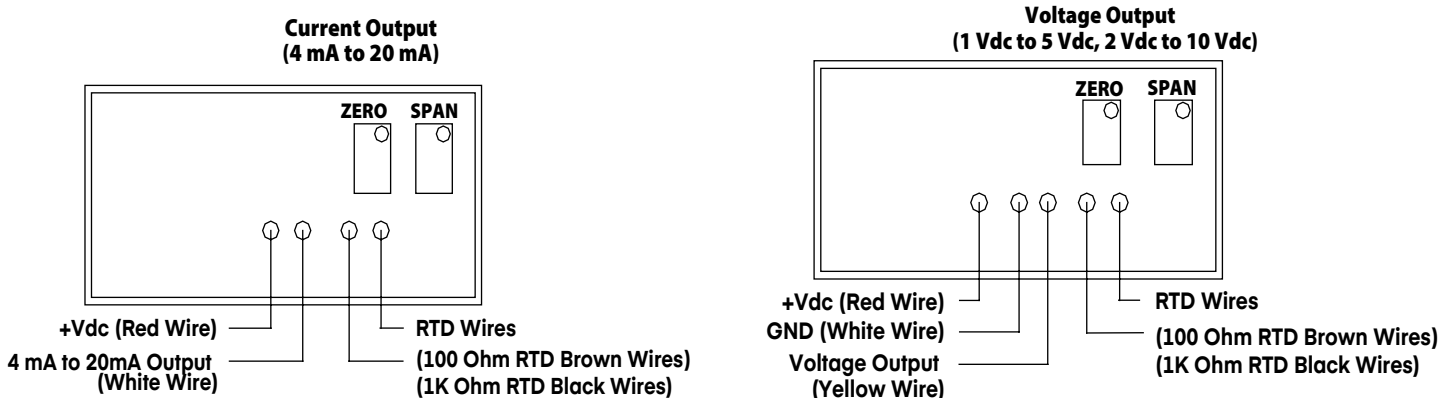 Current Output
(4 mA to 20 mA)
ZERO SPAN
+Vdc (Red Wire)
4 mA to 20mA Output
(White Wire)
RTD Wires
(100 Ohm RTD Brown Wires)
(1K Ohm RTD Black Wires)
Voltage Output
(1 Vdc to 5 Vdc, 2 Vdc to 10 Vdc)
ZERO SPAN
+Vdc (Red Wire)
GND (White Wire)
Voltage Output
(Yellow Wire)
RTD Wires
(100 Ohm RTD Brown Wires)
(1K Ohm RTD Black Wires)